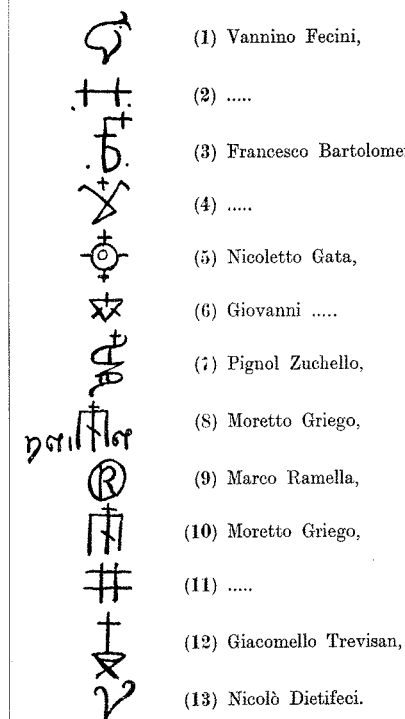 (1) Vannino Fecini,
(2) .....
(3) Francesco Bartolome
(4) .....
(5) Nicoletto Gata,
(6) Giovanni .....
(7) Pignol Zuchello,
(8) Moretto Griego,
(9) Marco Ramella,
R
(10) Moretto Griego,
(11) .....
(12) Giacomello Trevisan,
(13) Nicolò Dietifeci.